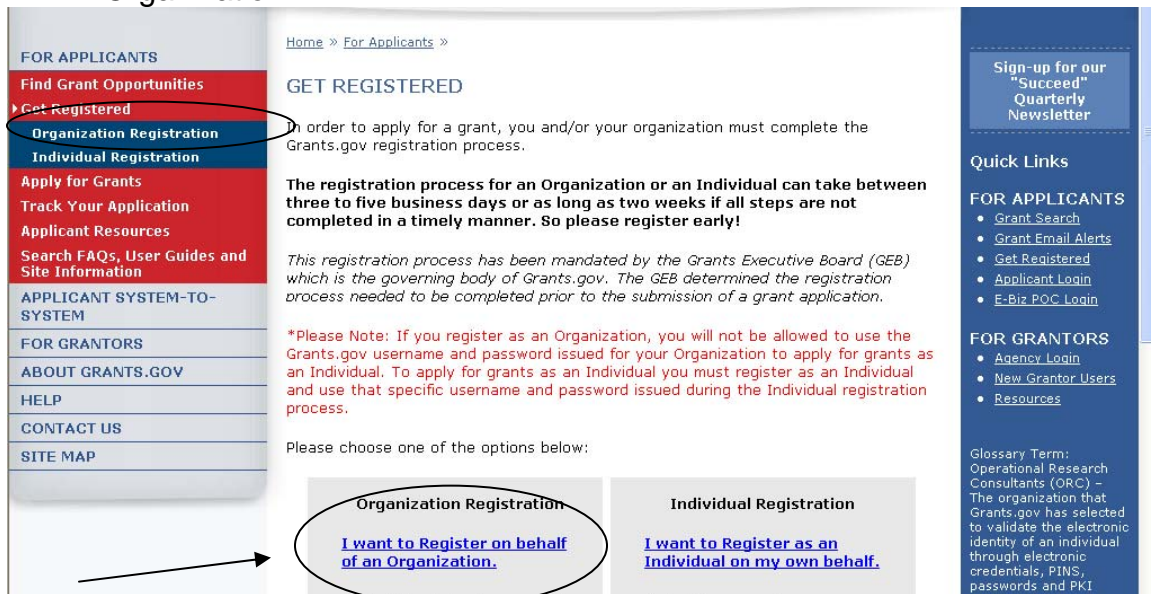 Home » For Applicants »
FOR APPLICANTS
Find Grant Opportunities
Get Registered
Organization Registration
Individual Registration
Apply for Grants
Track Your Application
Applicant Resources
Search FAQs, User Guides and
Site Information
APPLICANT SYSTEM-TO-
SYSTEM
FOR GRANTORS
ABOUT GRANTS.GOV
HELP
CONTACT US
SITE MAP
GET REGISTERED
In order to apply for a grant, you and/or your organization must complete the
Grants.gov registration process.
The registration process for an Organization or an Individual can take between
three to five business days or as long as two weeks if all steps are not
completed in a timely manner. So please register early!
This registration process has been mandated by the Grants Executive Board (GEB)
which is the governing body of Grants.gov. The GEB determined the registration
process needed to be completed prior to the submission of a grant application.
*Please Note: If you register as an Organization, you will not be allowed to use the
Grants.gov username and password issued for your Organization to apply for grants as
an Individual. To apply for grants as an Individual you must register as an Individual
and use that specific username and password issued during the Individual registration
process.
Please choose one of the options below:
Organization Registration
I want to Register on behalf
of an Organization.
Individual Registration
I want to Register as an
Individual on my own behalf.
Sign-up for our
"Succeed"
Quarterly
Newsletter
Quick Links
FOR APPLICANTS
• Grant Search
• Grant Email Alerts
• Get Registered
• Applicant Login
• E-Biz POC Login
FOR GRANTORS
• Agency Login
• New Grantor Users
• Resources
Glossary Term:
Operational Research
Consultants (ORC) –
The organization that
Grants.gov has selected
to validate the electronic
identity of an individual
through electronic
credentials, PINS,
passwords and PKI